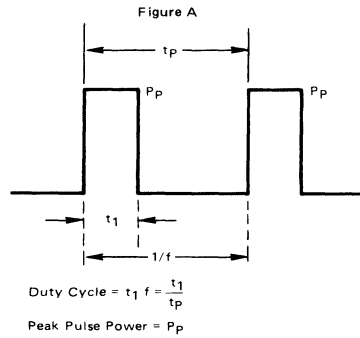 Figure A
tP
PP PP
t1
1/f
Duty Cycle = t1 f = t1/tP
Peak Pulse Power = PP